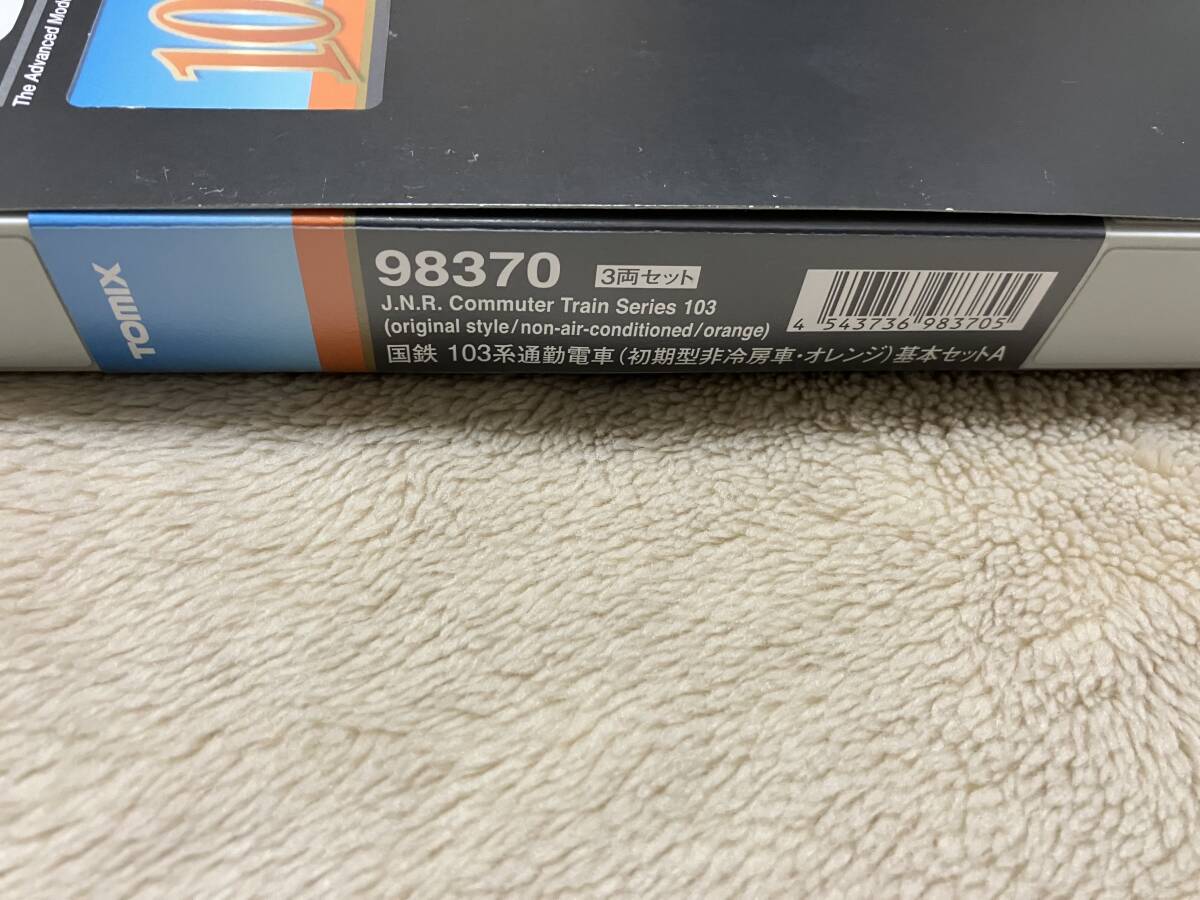 The Advanced
10
TOMIX
98370 3両セット
J.N.R. Commuter Train Series 103
(original style/non-air-conditioned/orange)
国鉄 103系通勤電車(初期型非冷房車・オレンジ)基本セットA
4 543736 983705